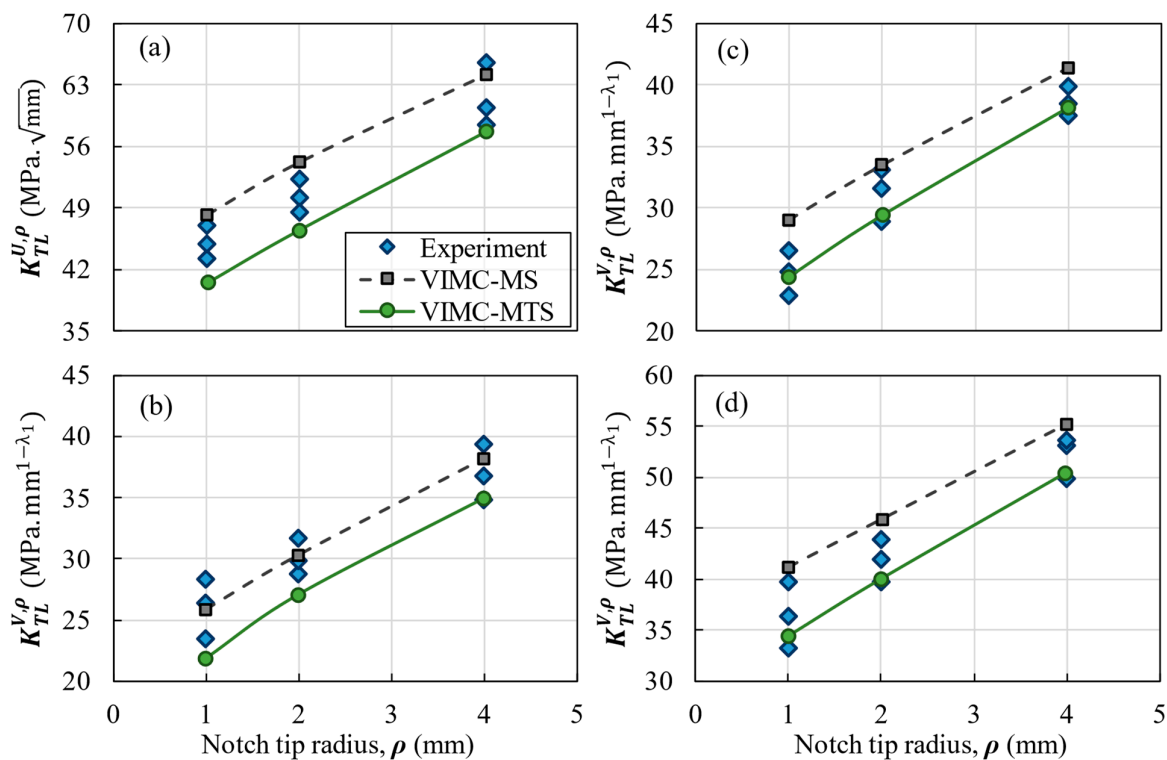 (a)
K_TL^{U,ρ} (MPa.√mm)
70
63
56
49
42
35
Experiment
VIMC-MS
VIMC-MTS
(c)
K_TL^{V,ρ} (MPa.mm^{1−λ1})
45
40
35
30
25
20
(b)
K_TL^{V,ρ} (MPa.mm^{1−λ1})
45
40
35
30
25
20
0 1 2 3 4 5
Notch tip radius, ρ (mm)
(d)
K_TL^{V,ρ} (MPa.mm^{1−λ1})
60
55
50
45
40
35
30
0 1 2 3 4 5
Notch tip radius, ρ (mm)